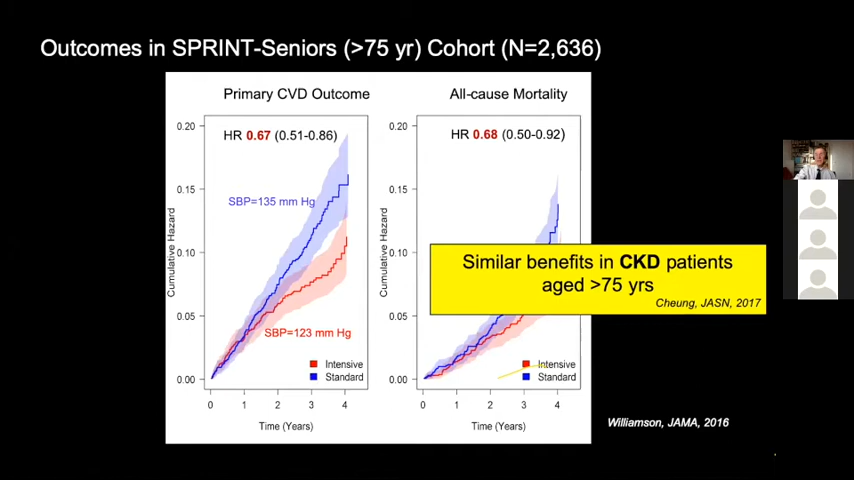 Outcomes in SPRINT-Seniors (>75 yr) Cohort (N=2,636)
Primary CVD Outcome
HR 0.67 (0.51-0.86)
SBP=135 mm Hg
SBP=123 mm Hg
Cumulative Hazard
0.20
0.15
0.10
0.05
0.00
Intensive
Standard
0 1 2 3 4
Time (Years)
All-cause Mortality
HR 0.68 (0.50-0.92)
Cumulative Hazard
0.20
0.15
0.10
0.05
0.00
Intensive
Standard
0 1 2 3 4
Time (Years)
Similar benefits in CKD patients
aged >75 yrs
Cheung, JASN, 2017
Williamson, JAMA, 2016